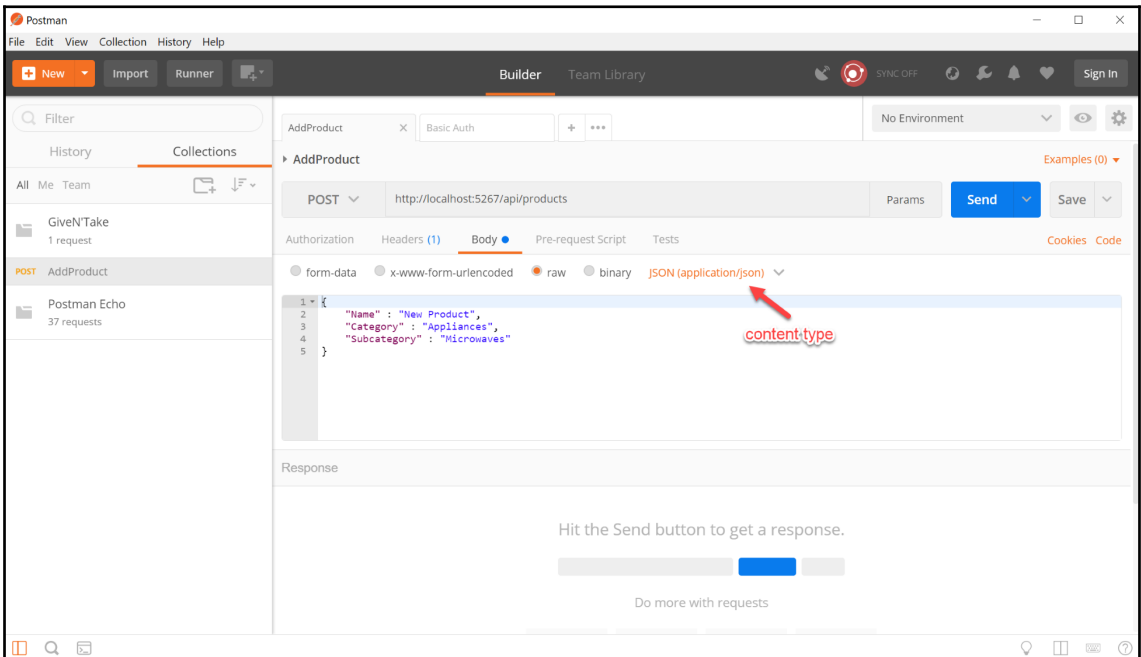 Postman
File Edit View Collection History Help
New Import Runner Builder Team Library SYNC OFF Sign In
Filter
History Collections
All Me Team
GiveN'Take
1 request
POST AddProduct
Postman Echo
37 requests
AddProduct Basic Auth No Environment
AddProduct Examples (0)
POST http://localhost:5267/api/products Params Send Save
Authorization Headers (1) Body Pre-request Script Tests Cookies Code
form-data x-www-form-urlencoded raw binary JSON (application/json)
1 {
2 "Name" : "New Product",
3 "Category" : "Appliances",
4 "Subcategory" : "Microwaves"
5 }
content type
Response
Hit the Send button to get a response.
Do more with requests